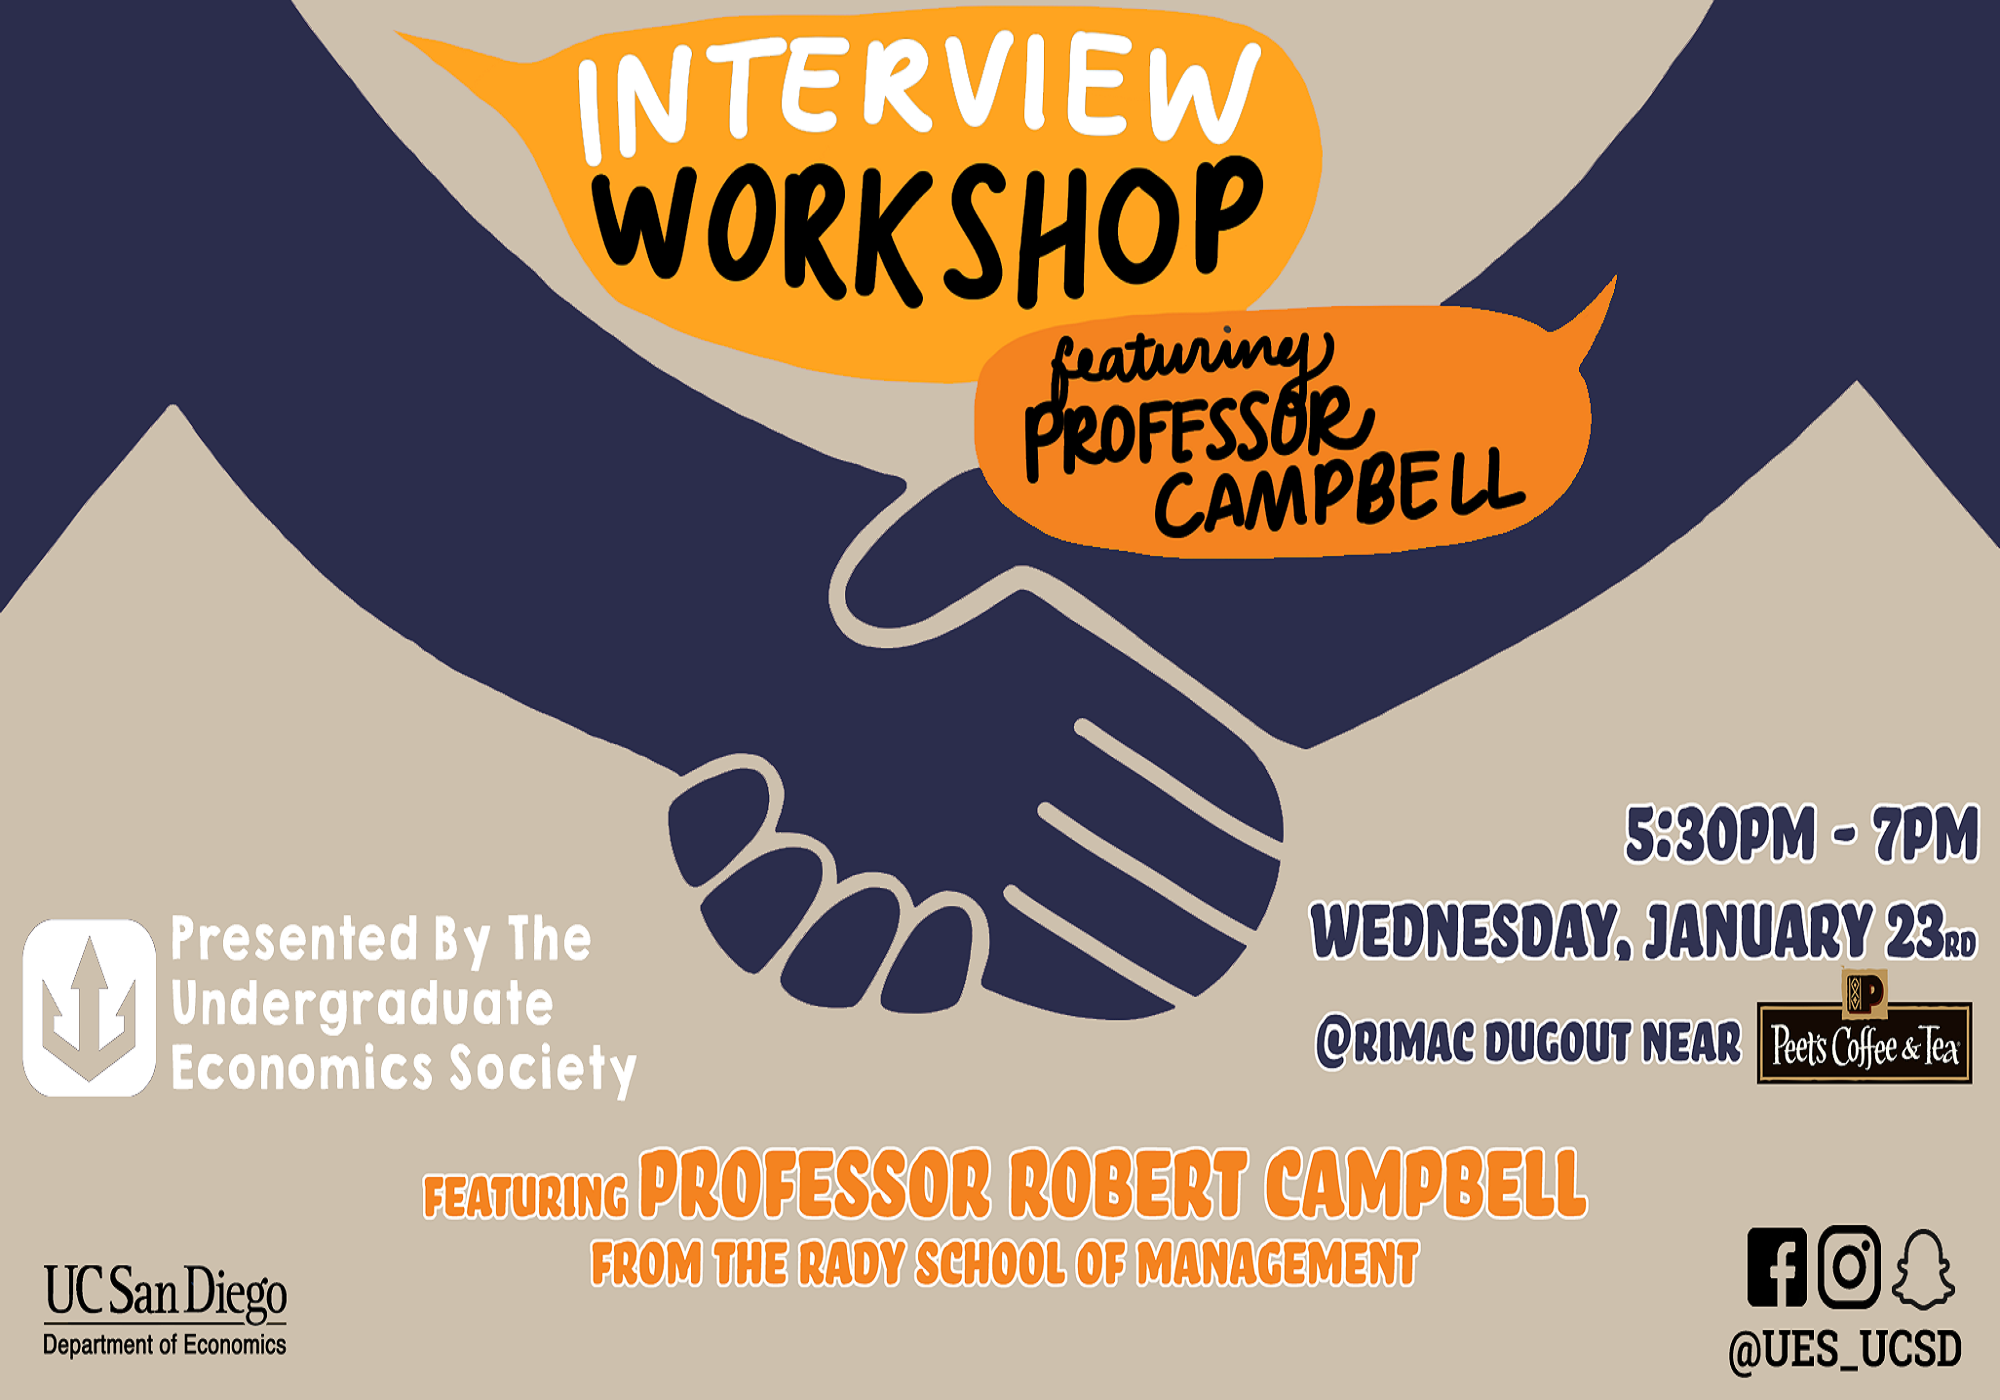 INTERVIEW
WORKSHOP
featuring
PROFESSOR
CAMPBELL
5:30PM - 7PM
WEDNESDAY, JANUARY 23RD
@RIMAC DUGOUT NEAR
P
Peet's Coffee & Tea
Presented By The
Undergraduate
Economics Society
FEATURING PROFESSOR ROBERT CAMPBELL
FROM THE RADY SCHOOL OF MANAGEMENT
UC San Diego
Department of Economics
@UES_UCSD